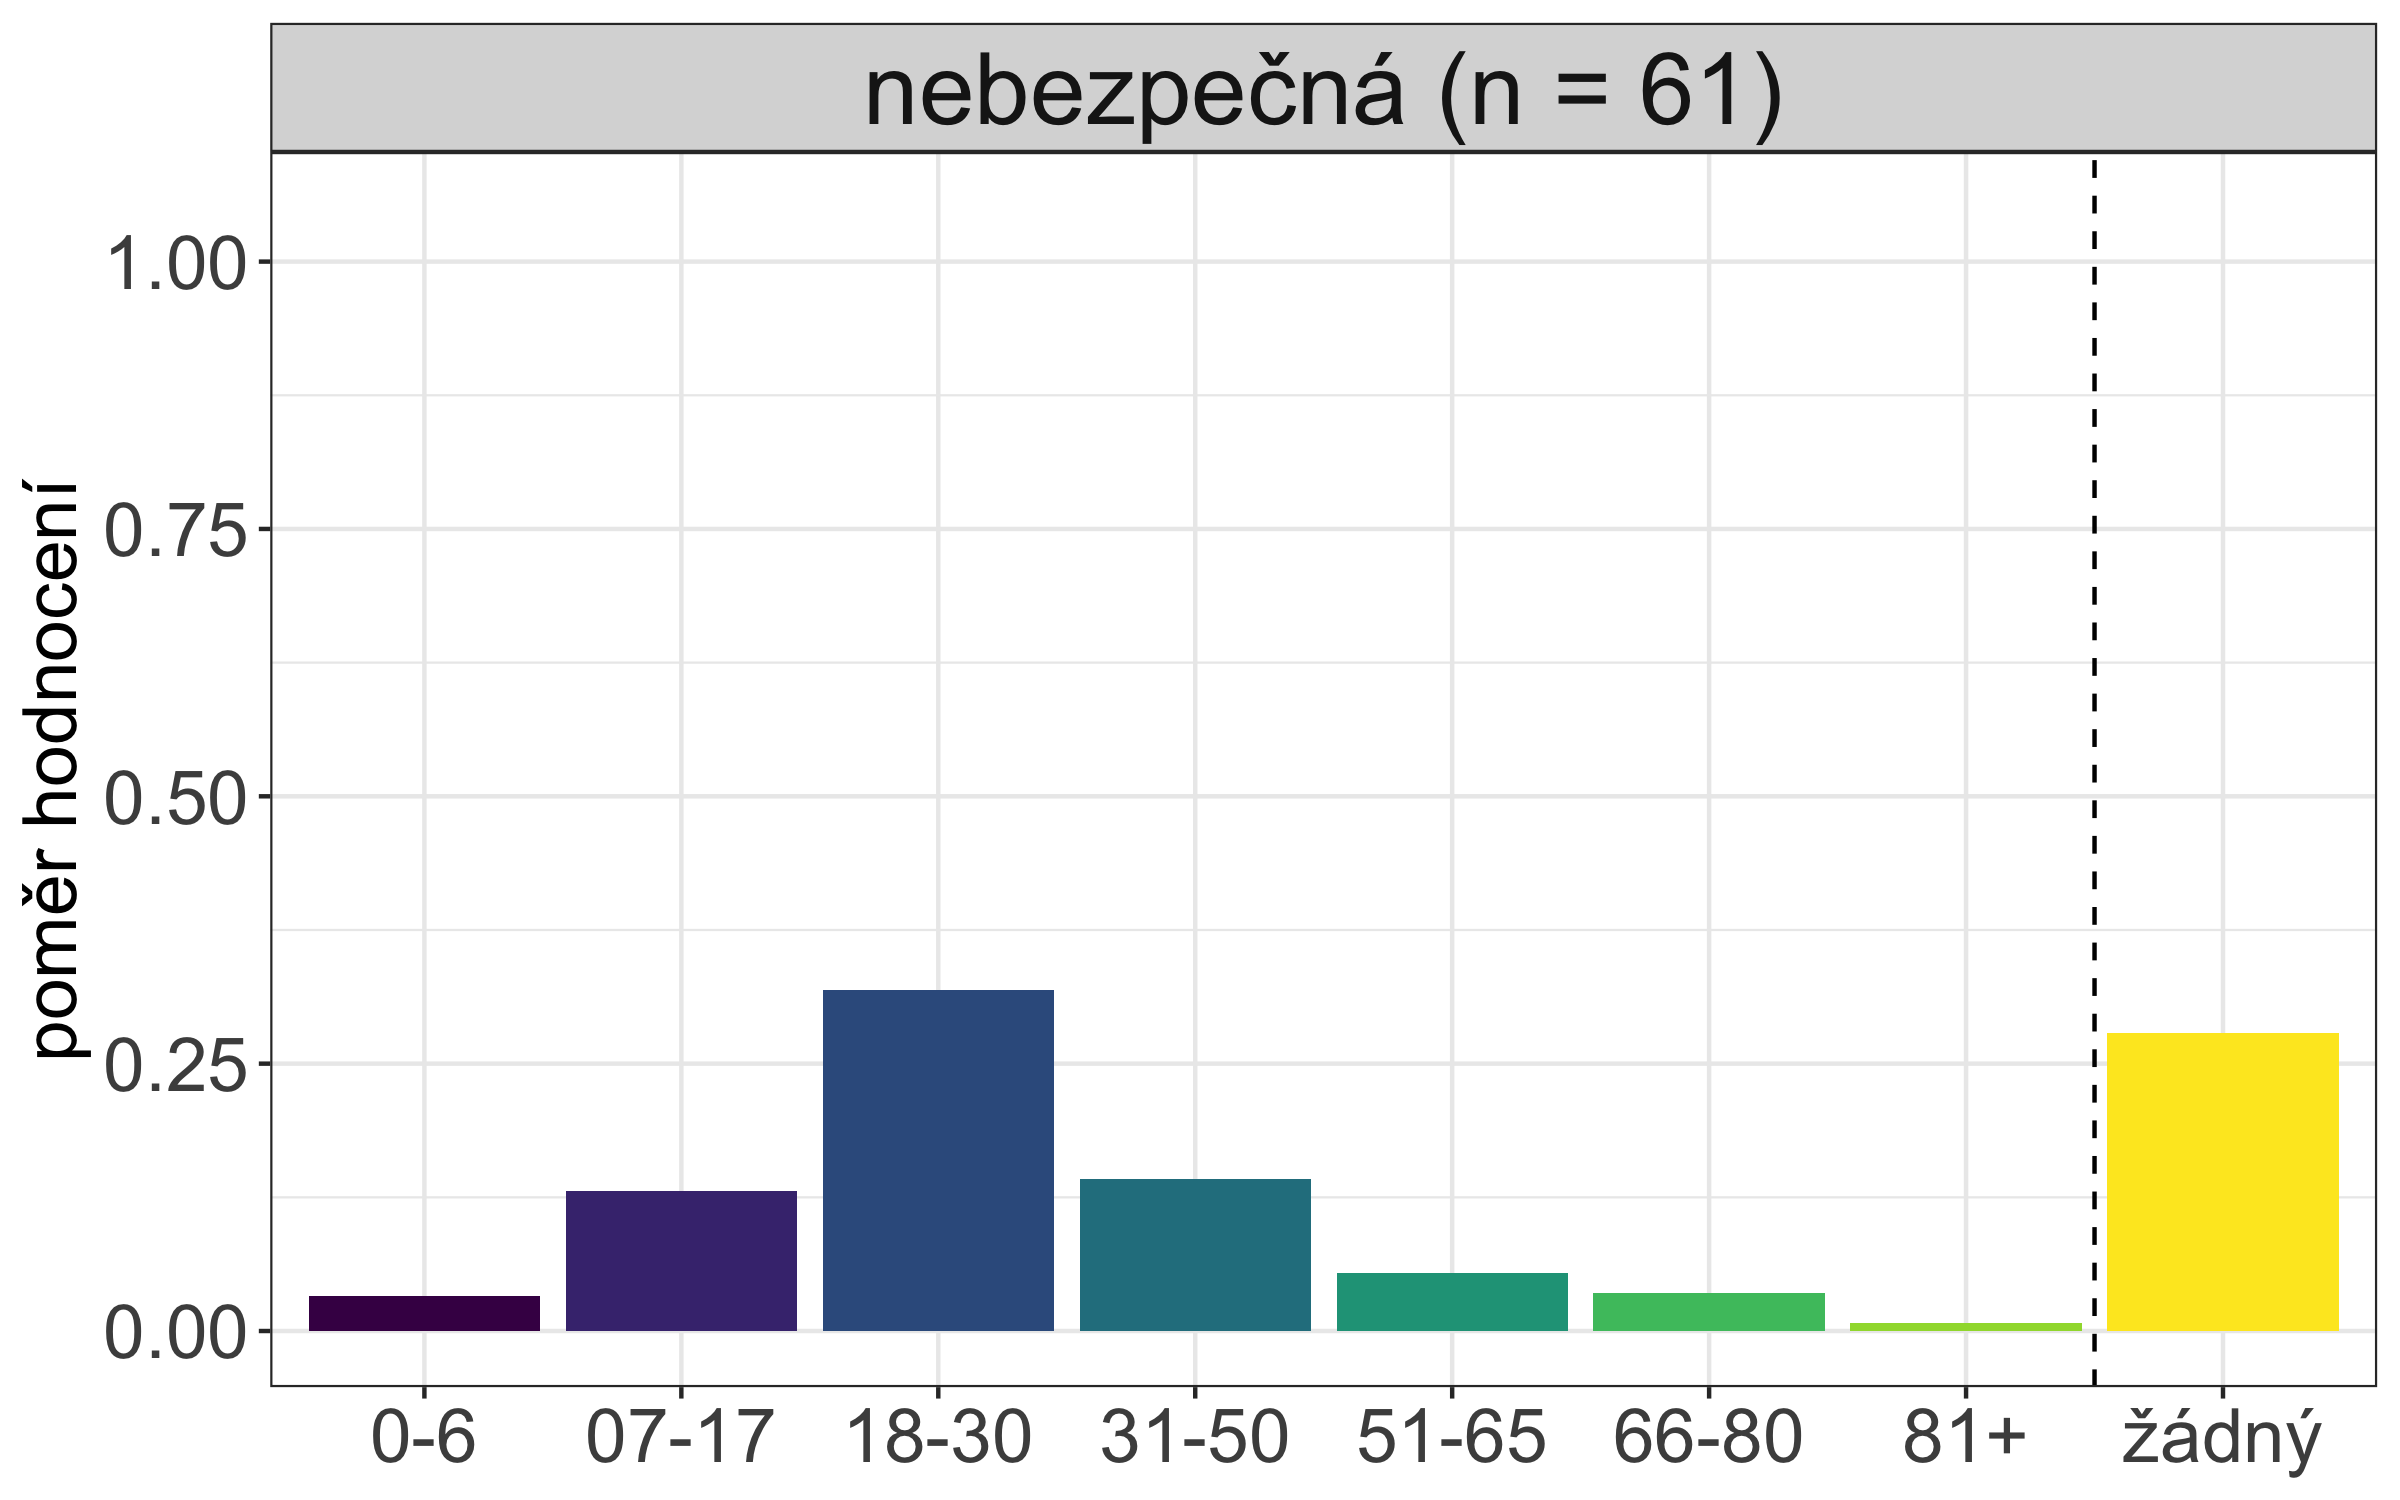 nebezpečná (n = 61)
poměr hodnocení
1.00
0.75
0.50
0.25
0.00
0-6 07-17 18-30 31-50 51-65 66-80 81+ žádný